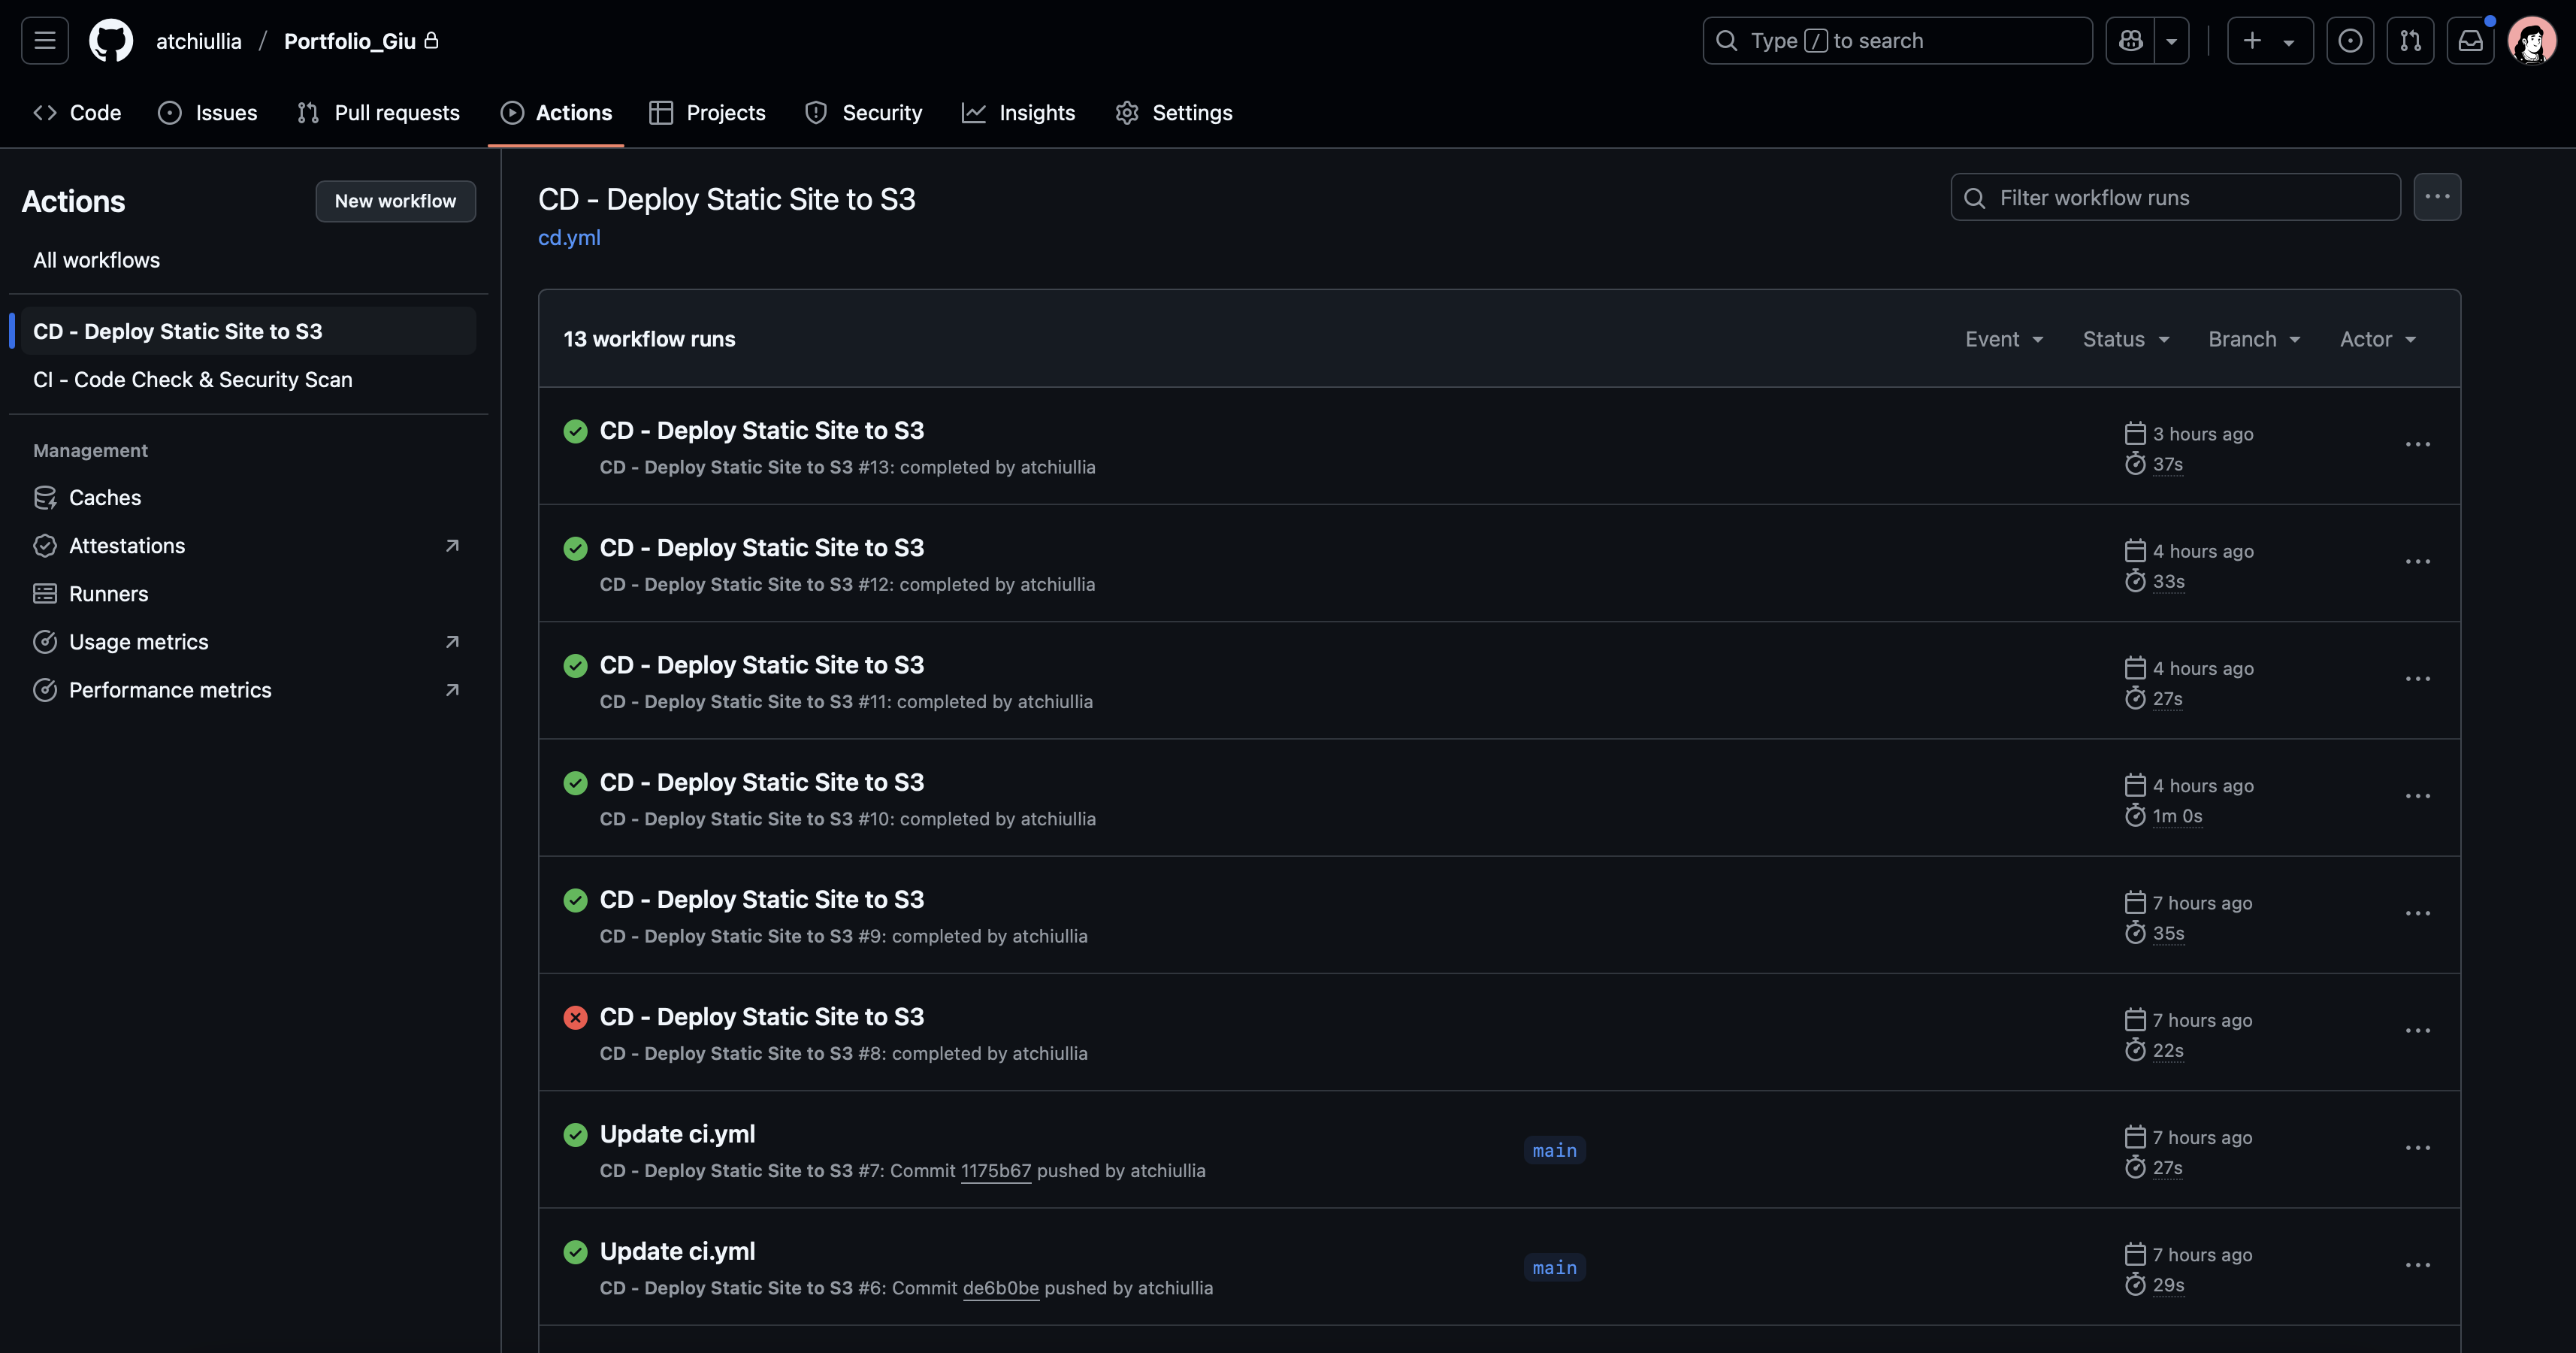 atchiullia / Portfolio_Giu
Type / to search
Code
Issues
Pull requests
Actions
Projects
Security
Insights
Settings
Actions
New workflow
All workflows
CD - Deploy Static Site to S3
CI - Code Check & Security Scan
Management
Caches
Attestations
Runners
Usage metrics
Performance metrics
CD - Deploy Static Site to S3
cd.yml
Filter workflow runs
13 workflow runs
Event
Status
Branch
Actor
CD - Deploy Static Site to S3
CD - Deploy Static Site to S3 #13: completed by atchiullia
3 hours ago
37s
CD - Deploy Static Site to S3
CD - Deploy Static Site to S3 #12: completed by atchiullia
4 hours ago
33s
CD - Deploy Static Site to S3
CD - Deploy Static Site to S3 #11: completed by atchiullia
4 hours ago
27s
CD - Deploy Static Site to S3
CD - Deploy Static Site to S3 #10: completed by atchiullia
4 hours ago
1m 0s
CD - Deploy Static Site to S3
CD - Deploy Static Site to S3 #9: completed by atchiullia
7 hours ago
35s
CD - Deploy Static Site to S3
CD - Deploy Static Site to S3 #8: completed by atchiullia
7 hours ago
22s
Update ci.yml
CD - Deploy Static Site to S3 #7: Commit 1175b67 pushed by atchiullia
main
7 hours ago
27s
Update ci.yml
CD - Deploy Static Site to S3 #6: Commit de6b0be pushed by atchiullia
main
7 hours ago
29s